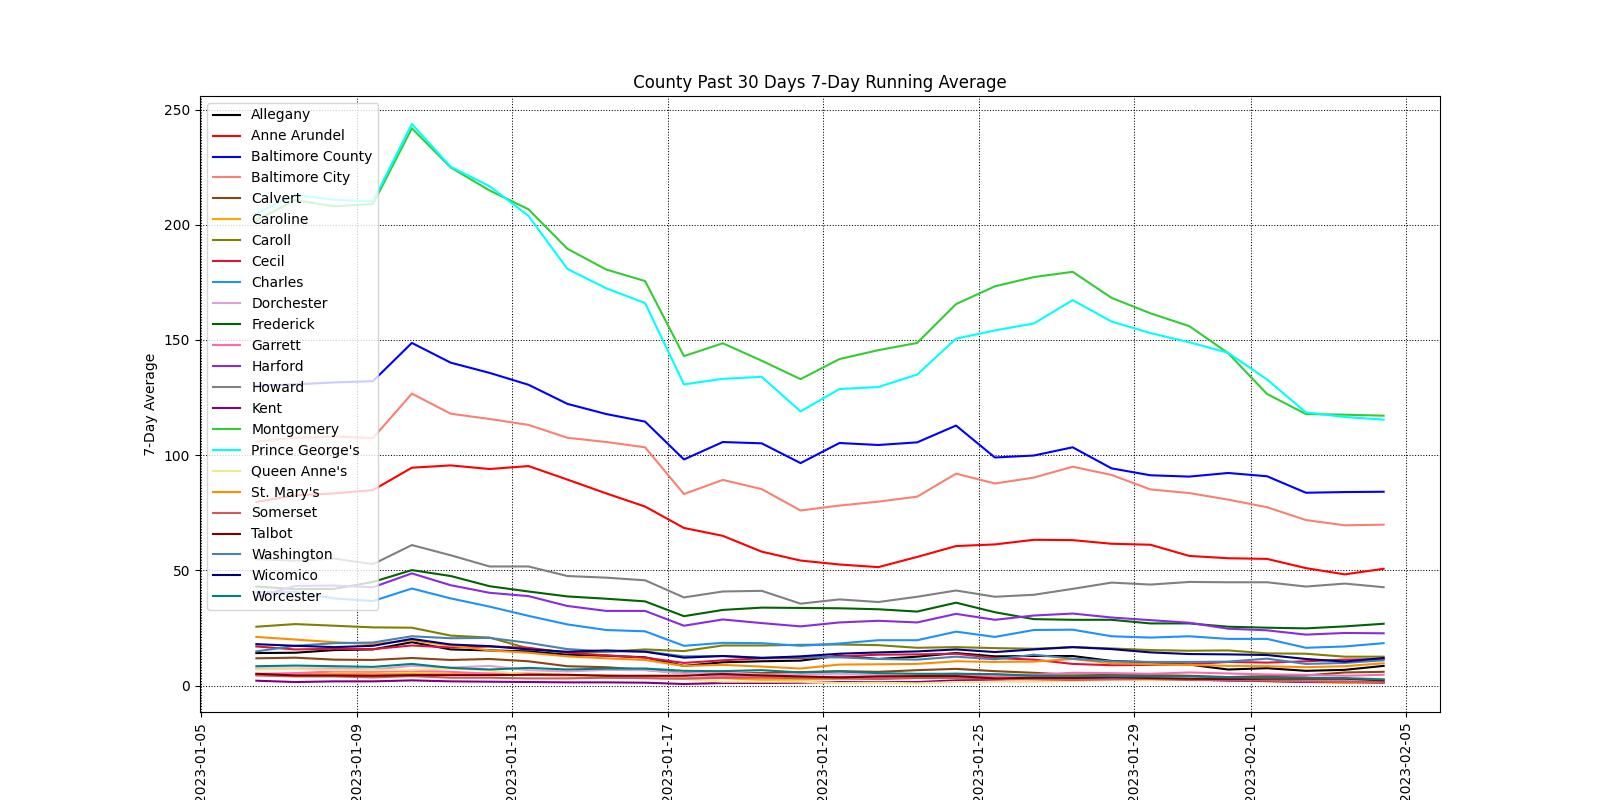 County Past 30 Days 7-Day Running Average
7-Day Average
250
200
150
100
50
0
Allegany
Anne Arundel
Baltimore County
Baltimore City
Calvert
Caroline
Caroll
Cecil
Charles
Dorchester
Frederick
Garrett
Harford
Howard
Kent
Montgomery
Prince George's
Queen Anne's
St. Mary's
Somerset
Talbot
Washington
Wicomico
Worcester
2023-01-05
2023-01-09
2023-01-13
2023-01-17
2023-01-21
2023-01-25
2023-01-29
2023-02-01
2023-02-05